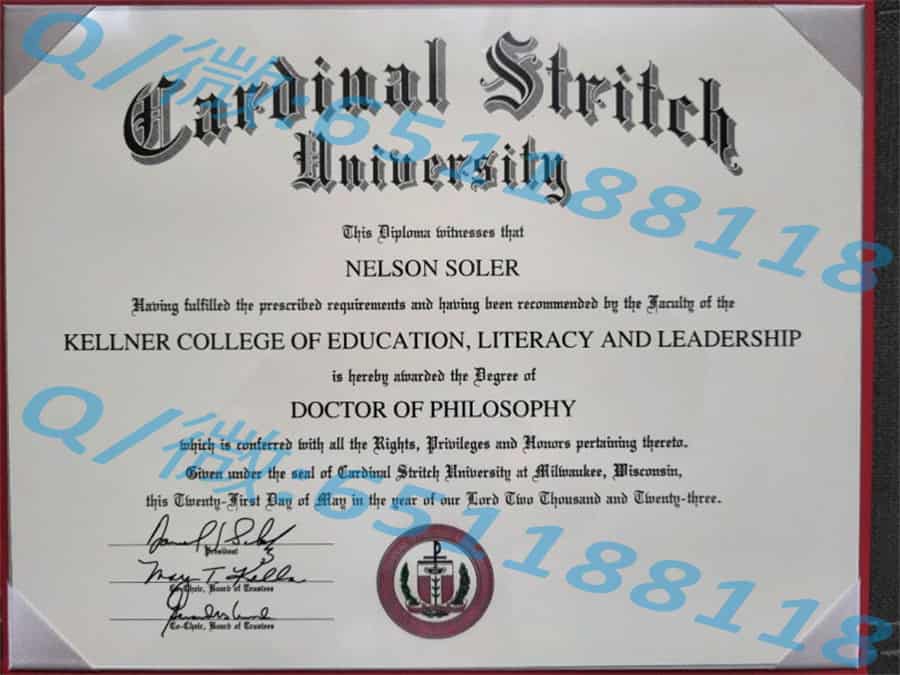 Cardinal Stritch
University
This Diploma witnesses that
NELSON SOLER
Having fulfilled the prescribed requirements and having been recommended by the Faculty of the
KELLNER COLLEGE OF EDUCATION, LITERACY AND LEADERSHIP
is hereby awarded the Degree of
DOCTOR OF PHILOSOPHY
which is conferred with all the Rights, Privileges and Honors pertaining thereto.
Given under the seal of Cardinal Stritch University at Milwaukee, Wisconsin,
this Twenty-First Day of May in the year of our Lord Two Thousand and Twenty-three.
President
Co-Chair, Board of Trustees
Co-Chair, Board of Trustees
Q/微:651188118
Q/微:651188118